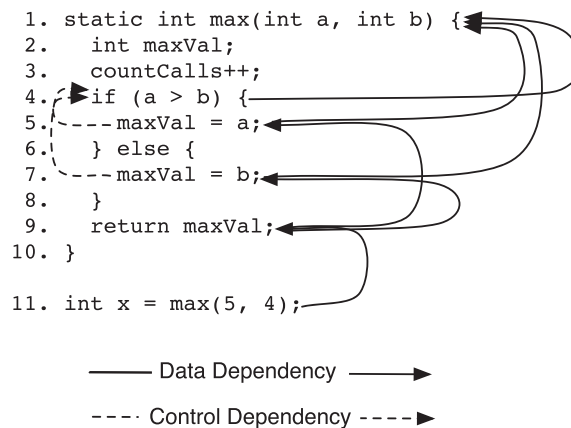 1. static int max(int a, int b) {
2. int maxVal;
3. countCalls++;
4. if (a > b) {
5. maxVal = a;
6. } else {
7. maxVal = b;
8. }
9. return maxVal;
10. }
11. int x = max(5, 4);
Data Dependency
Control Dependency